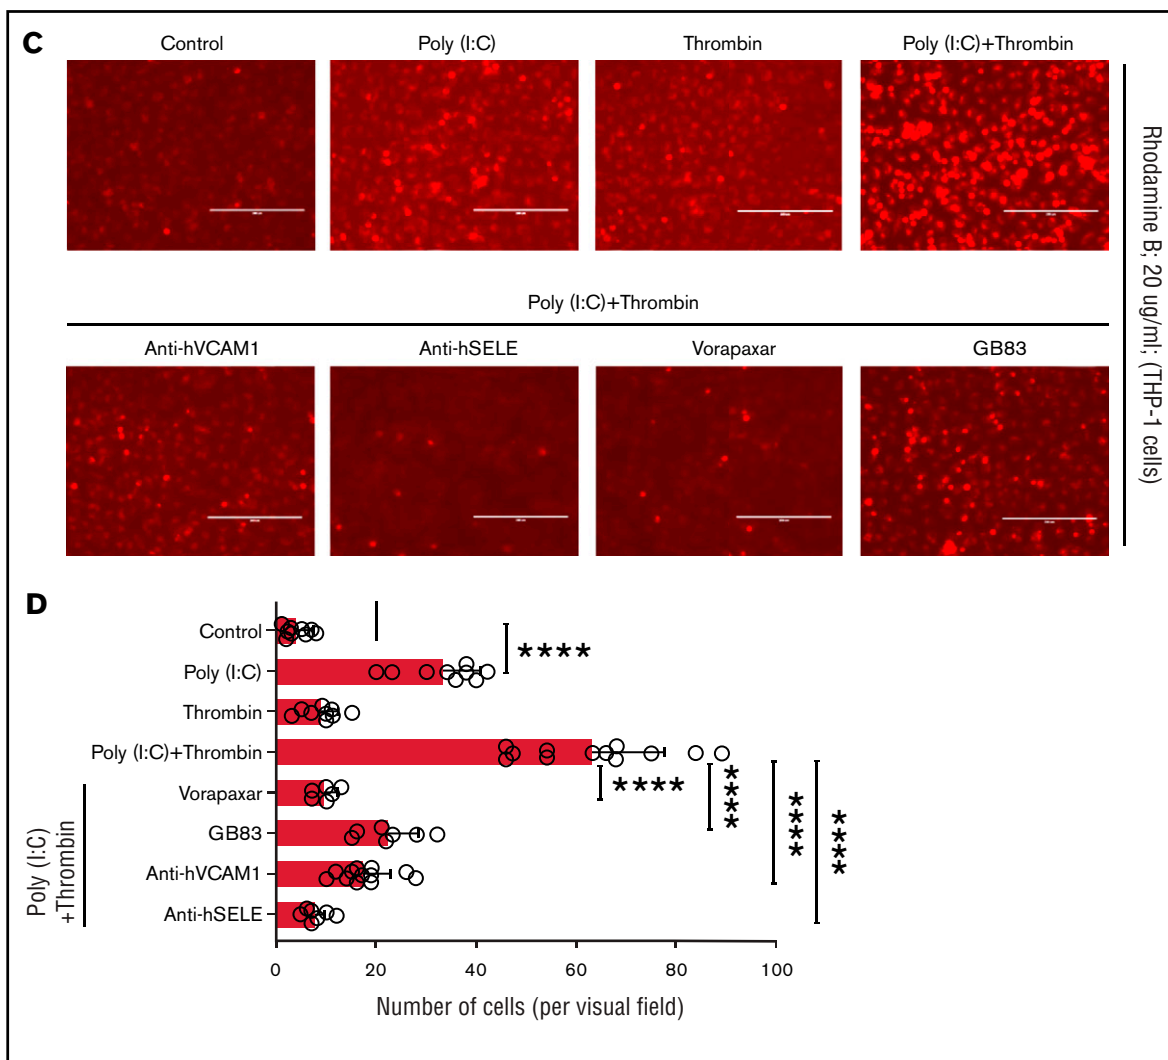 C
Control
Poly (I:C)
Thrombin
Poly (I:C)+Thrombin
Poly (I:C)+Thrombin
Anti-hVCAM1
Anti-hSELE
Vorapaxar
GB83
Rhodamine B; 20 ug/ml; (THP-1 cells)
D
Control
Poly (I:C)
Thrombin
Poly (I:C)+Thrombin
Vorapaxar
GB83
Anti-hVCAM1
Anti-hSELE
Poly (I:C)
+Thrombin
****
****
****
****
****
0 20 40 60 80 100
Number of cells (per visual field)